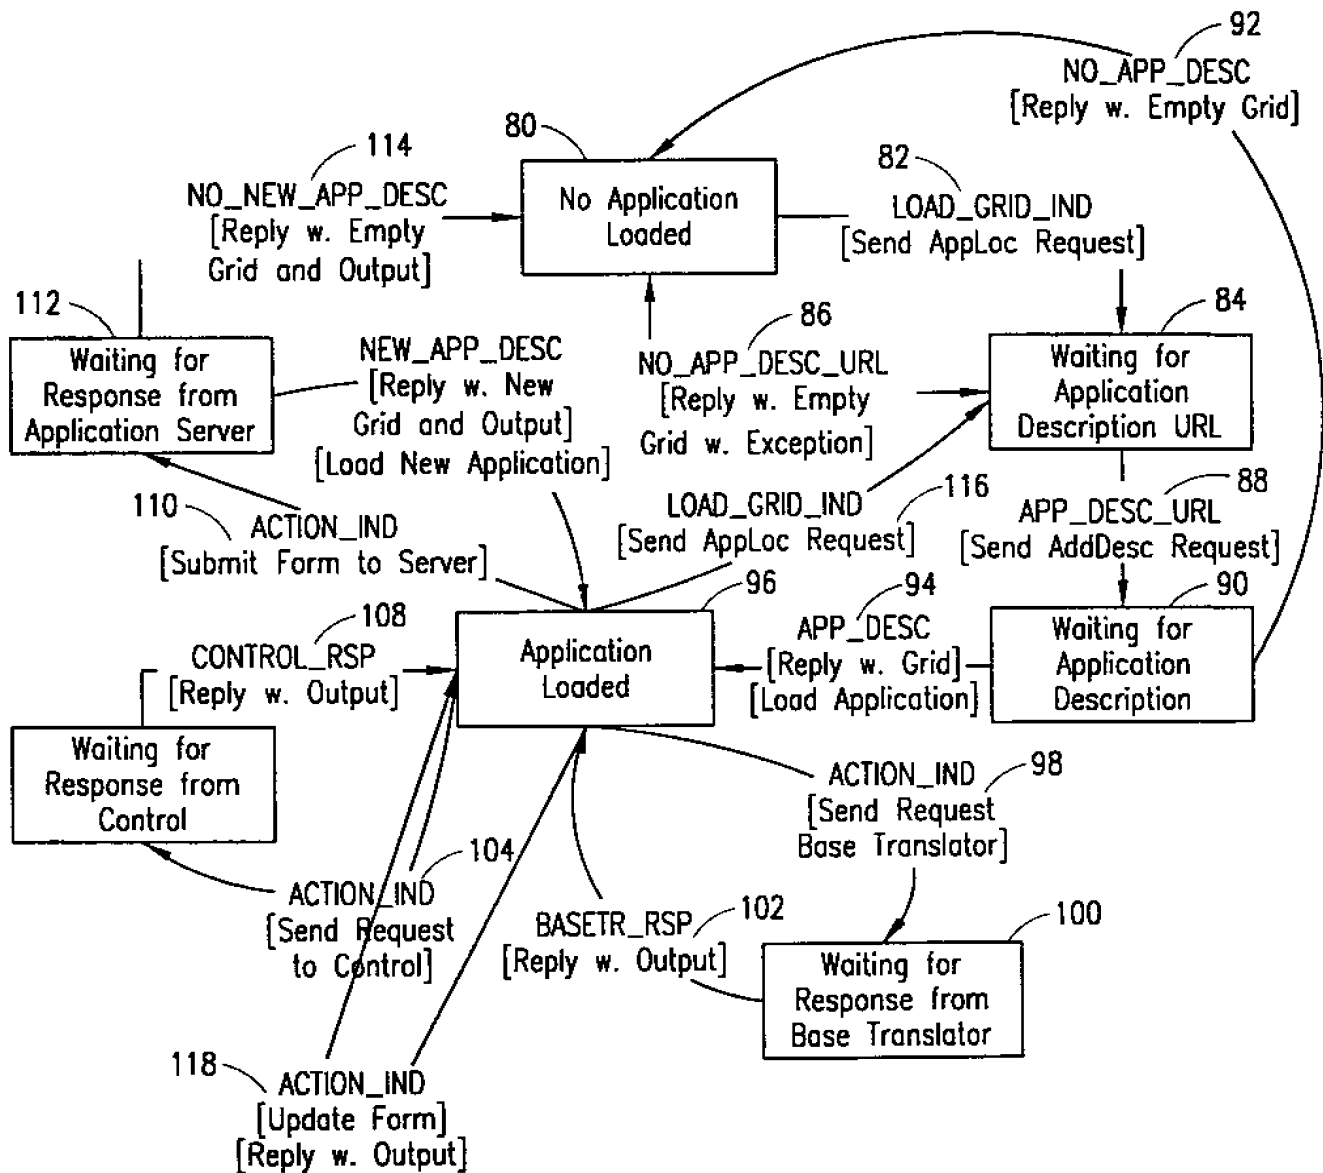 92
NO_APP_DESC
[Reply w. Empty Grid]
80
114
82
NO_NEW_APP_DESC
[Reply w. Empty
Grid and Output]
No Application
Loaded
LOAD_GRID_IND
[Send AppLoc Request]
112
86
84
Waiting for
Response from
Application Server
NEW_APP_DESC
[Reply w. New
Grid and Output]
[Load New Application]
NO_APP_DESC_URL
[Reply w. Empty
Grid w. Exception]
Waiting for
Application
Description URL
110
ACTION_IND
[Submit Form to Server]
LOAD_GRID_IND
[Send AppLoc Request]
116
88
APP_DESC_URL
[Send AddDesc Request]
108
96
94
90
CONTROL_RSP
[Reply w. Output]
Application
Loaded
APP_DESC
[Reply w. Grid]
[Load Application]
Waiting for
Application
Description
Waiting for
Response from
Control
98
ACTION_IND
[Send Request
Base Translator]
104
ACTION_IND
[Send Request
to Control]
102
BASETR_RSP
[Reply w. Output]
100
Waiting for
Response from
Base Translator
118
ACTION_IND
[Update Form]
[Reply w. Output]